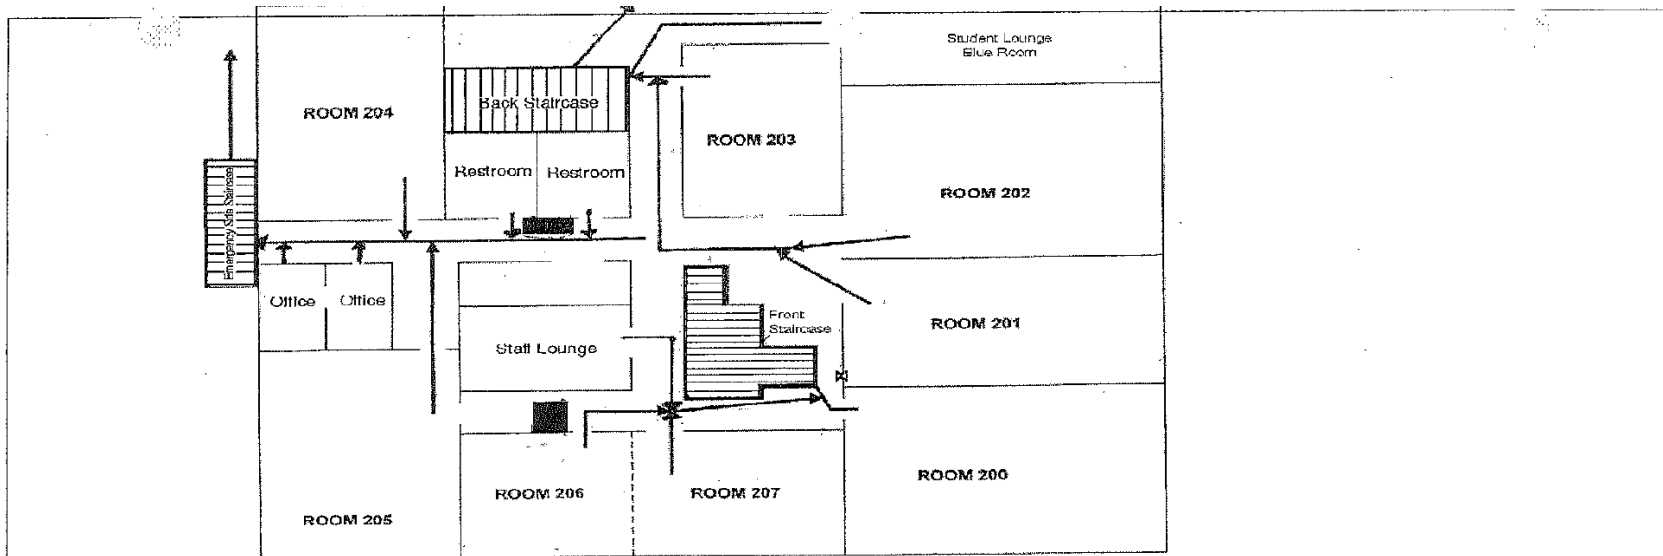 Student Lounge
Blue Room
ROOM 204
Back Staircase
ROOM 203
Restroom
Restroom
ROOM 202
Emergency Side Staircase
Office
Office
Front
Staircase
ROOM 201
Staff Lounge
ROOM 200
ROOM 206
ROOM 207
ROOM 205